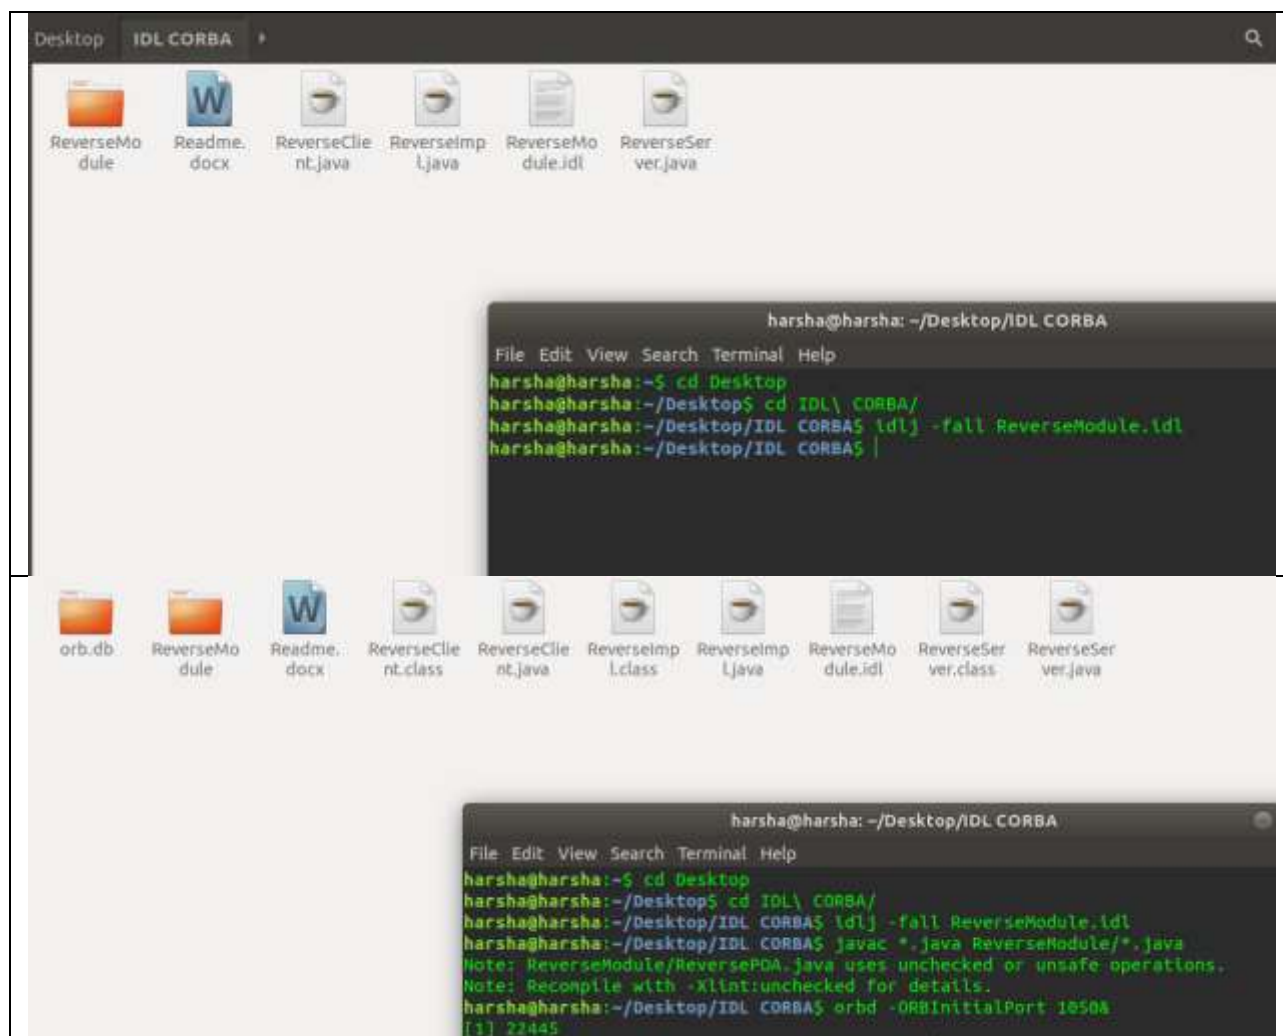 Desktop IDL CORBA
ReverseMo Readme. ReverseClie ReverseImp ReverseMo ReverseSer
dule docx nt.java l.java dule.idl ver.java
harsha@harsha: ~/Desktop/IDL CORBA
File Edit View Search Terminal Help
harsha@harsha:~$ cd Desktop
harsha@harsha:~/Desktop$ cd IDL\ CORBA/
harsha@harsha:~/Desktop/IDL CORBA$ idlj -fall ReverseModule.idl
harsha@harsha:~/Desktop/IDL CORBA$
orb.db ReverseMo Readme. ReverseClie ReverseClie ReverseImp ReverseImp ReverseMo ReverseSer ReverseSer
dule docx nt.class nt.java l.class l.java dule.idl ver.class ver.java
harsha@harsha: ~/Desktop/IDL CORBA
File Edit View Search Terminal Help
harsha@harsha:~$ cd Desktop
harsha@harsha:~/Desktop$ cd IDL\ CORBA/
harsha@harsha:~/Desktop/IDL CORBA$ idlj -fall ReverseModule.idl
harsha@harsha:~/Desktop/IDL CORBA$ javac *.java ReverseModule/*.java
Note: ReverseModule/ReversePOA.java uses unchecked or unsafe operations.
Note: Recompile with -Xlint:unchecked for details.
harsha@harsha:~/Desktop/IDL CORBA$ orbd -ORBInitialPort 1050&
[1] 22445